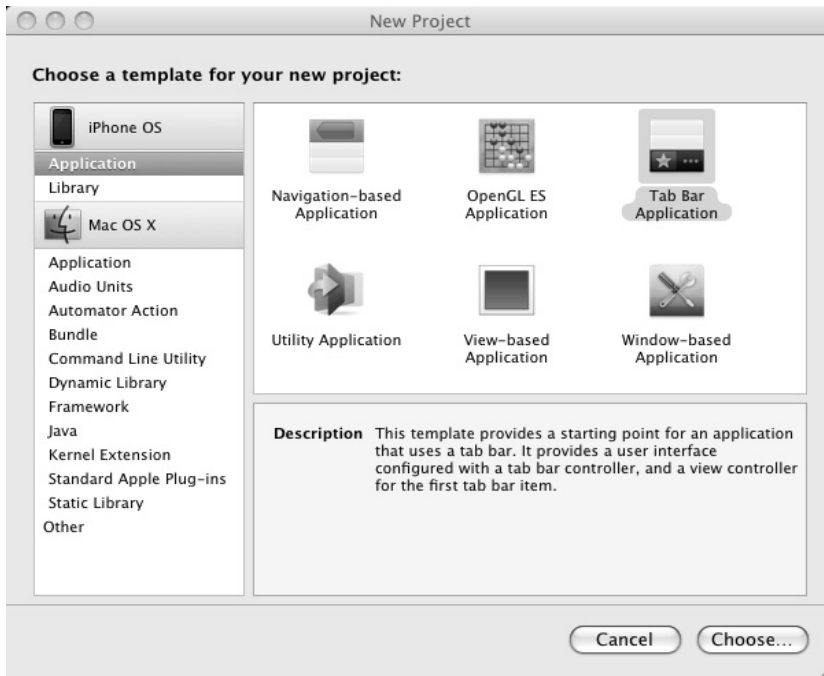 New Project
Choose a template for your new project:
iPhone OS
Application
Library
Mac OS X
Application
Audio Units
Automator Action
Bundle
Command Line Utility
Dynamic Library
Framework
Java
Kernel Extension
Standard Apple Plug-ins
Static Library
Other
Navigation-based
Application
OpenGL ES
Application
Tab Bar
Application
Utility Application
View-based
Application
Window-based
Application
Description This template provides a starting point for an application
that uses a tab bar. It provides a user interface
configured with a tab bar controller, and a view controller
for the first tab bar item.
Cancel
Choose...